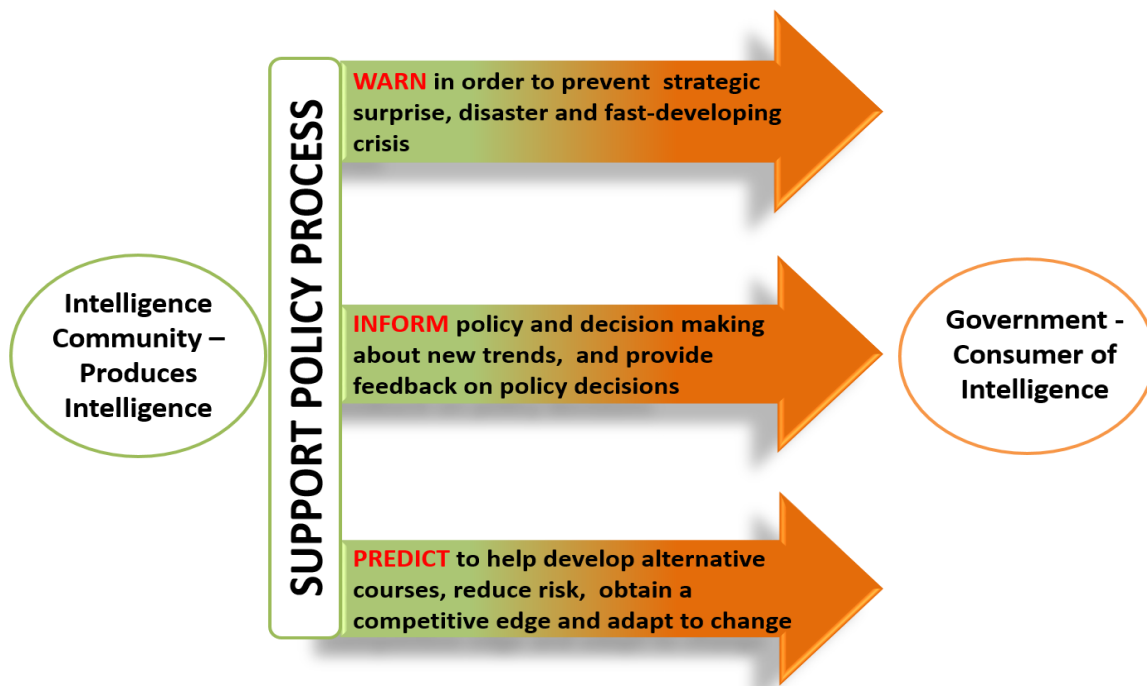 Intelligence
Community –
Produces
Intelligence
SUPPORT POLICY PROCESS
WARN in order to prevent  strategic
surprise, disaster and fast-developing
crisis
INFORM policy and decision making
about new trends,  and provide
feedback on policy decisions
PREDICT to help develop alternative
courses, reduce risk,  obtain a
competitive edge and adapt to change
Government -
Consumer of
Intelligence